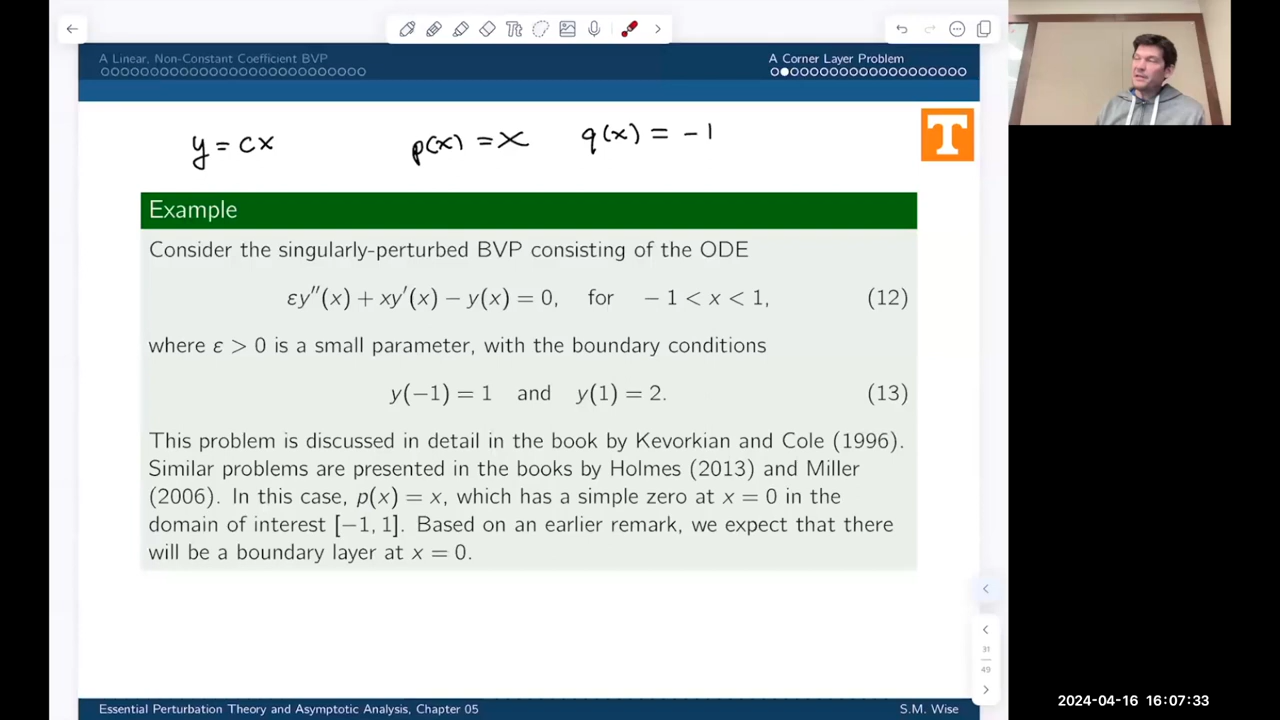 A Linear, Non-Constant Coefficient BVP
A Corner Layer Problem
y = cx p(x) = x q(x) = -1
T
Example
Consider the singularly-perturbed BVP consisting of the ODE
εy″(x) + xy′(x) − y(x) = 0, for − 1 < x < 1, (12)
where ε > 0 is a small parameter, with the boundary conditions
y(−1) = 1 and y(1) = 2. (13)
This problem is discussed in detail in the book by Kevorkian and Cole (1996).
Similar problems are presented in the books by Holmes (2013) and Miller
(2006). In this case, p(x) = x, which has a simple zero at x = 0 in the
domain of interest [−1, 1]. Based on an earlier remark, we expect that there
will be a boundary layer at x = 0.
31
49
Essential Perturbation Theory and Asymptotic Analysis, Chapter 05
S.M. Wise
2024-04-16 16:07:33